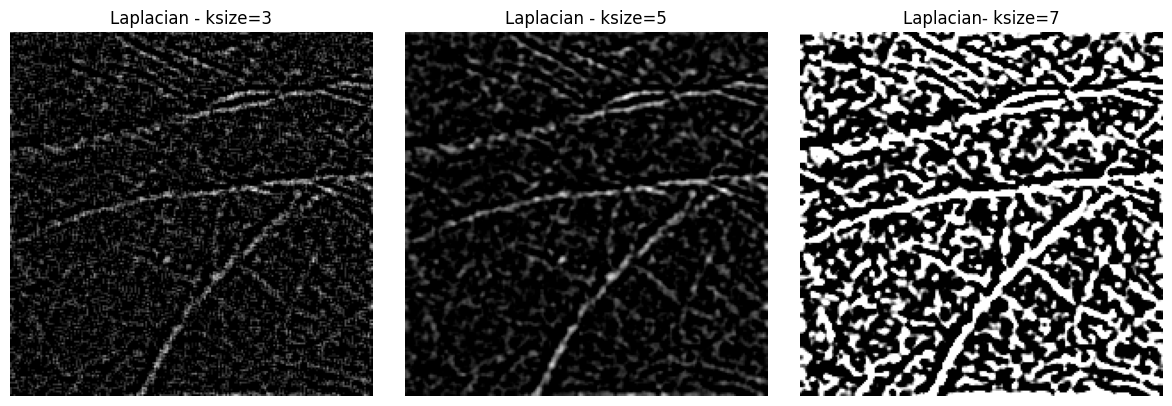 Laplacian - ksize=3
Laplacian - ksize=5
Laplacian- ksize=7